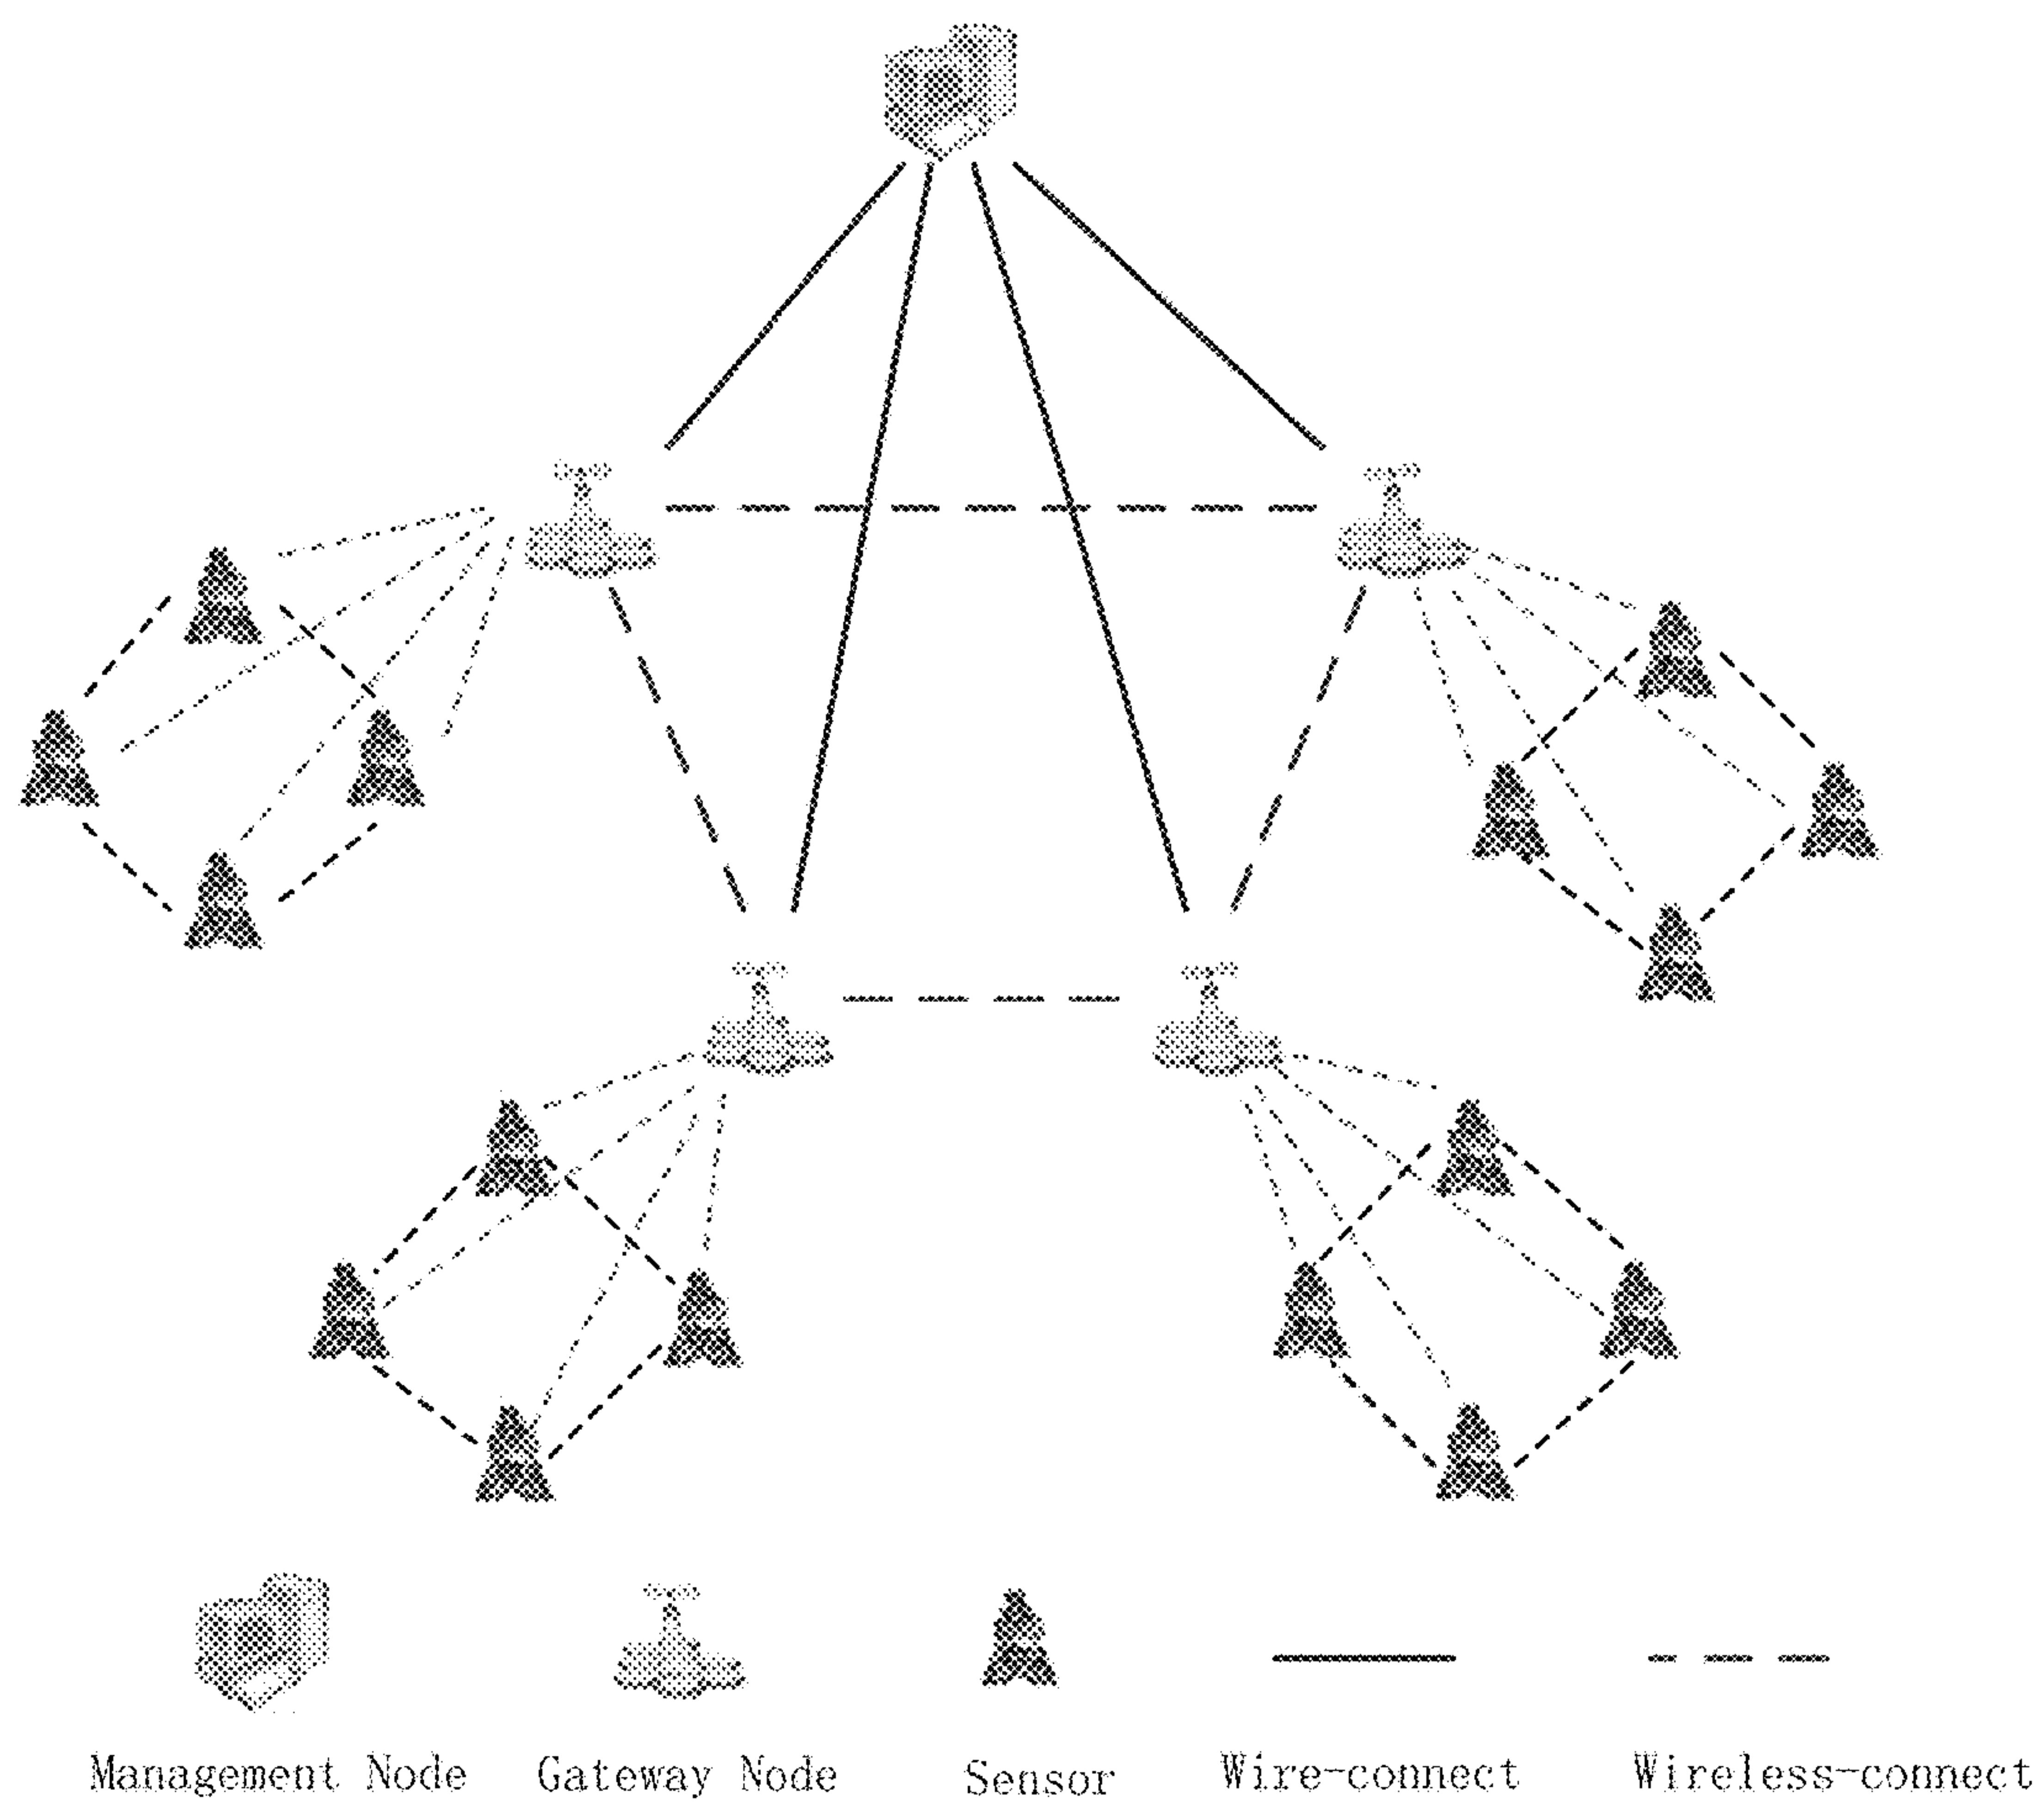 Management Node
Gateway Node
Sensor
Wire-connect
Wireless-connect